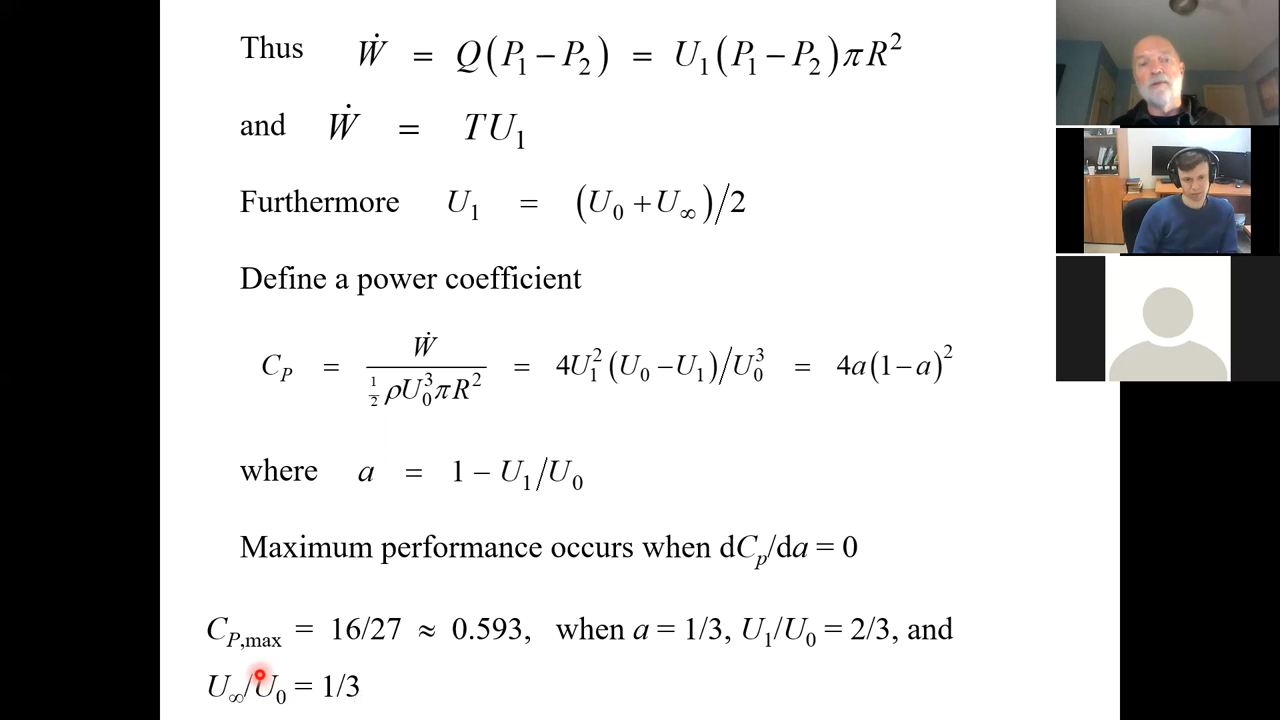 Thus Ẇ = Q(P₁ − P₂) = U₁(P₁ − P₂)πR²
and Ẇ = TU₁
Furthermore U₁ = (U₀ + U∞)/2
Define a power coefficient
C_P = Ẇ / (½ρU₀³πR²) = 4U₁²(U₀ − U₁)/U₀³ = 4a(1 − a)²
where a = 1 − U₁/U₀
Maximum performance occurs when dC_p/da = 0
C_P,max = 16/27 ≈ 0.593, when a = 1/3, U₁/U₀ = 2/3, and
U∞/U₀ = 1/3